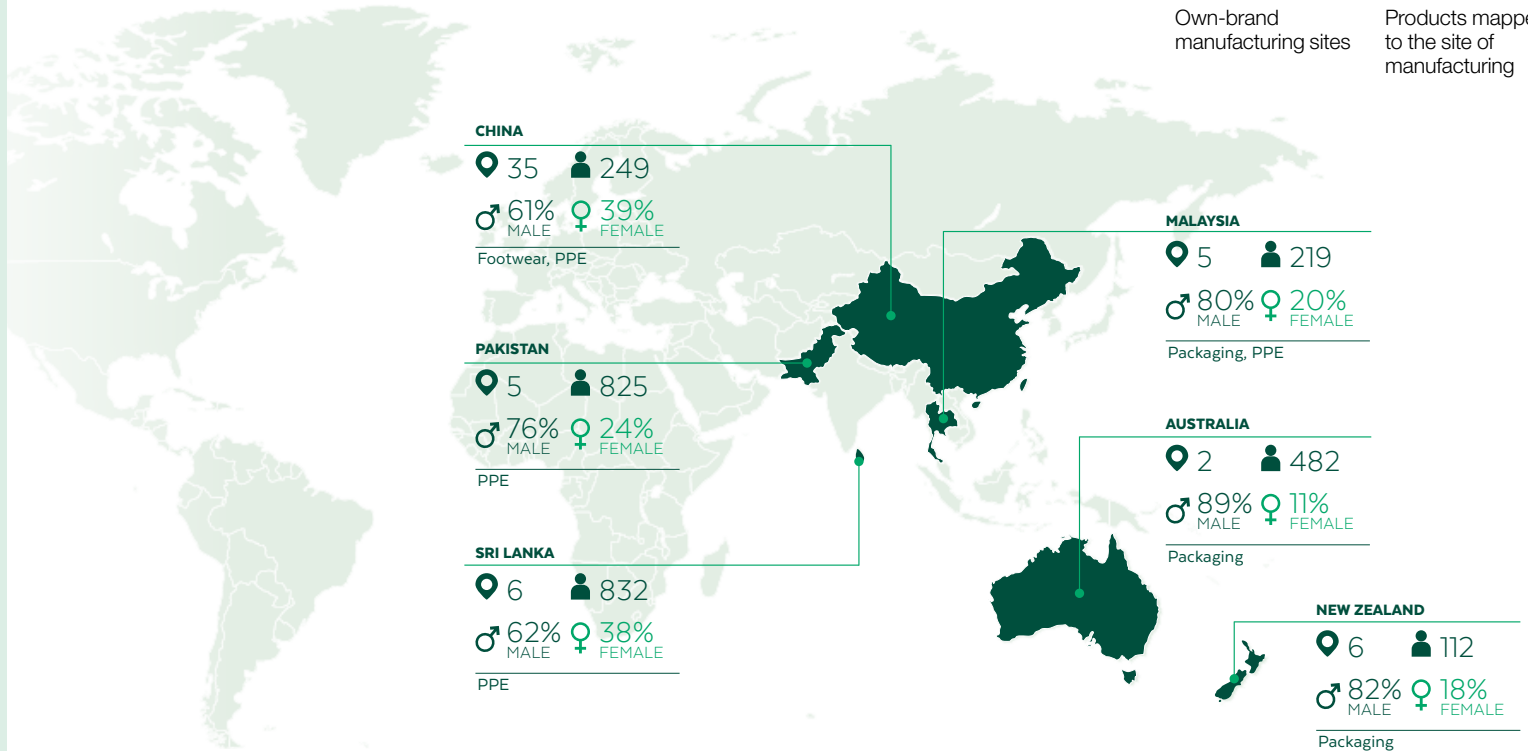 Own-brand
manufacturing sites
Products mappe
to the site of
manufacturing
CHINA
35 249
61% 39%
MALE FEMALE
Footwear, PPE
PAKISTAN
5 825
76% 24%
MALE FEMALE
PPE
SRI LANKA
6 832
62% 38%
MALE FEMALE
PPE
MALAYSIA
5 219
80% 20%
MALE FEMALE
Packaging, PPE
AUSTRALIA
2 482
89% 11%
MALE FEMALE
Packaging
NEW ZEALAND
6 112
82% 18%
MALE FEMALE
Packaging